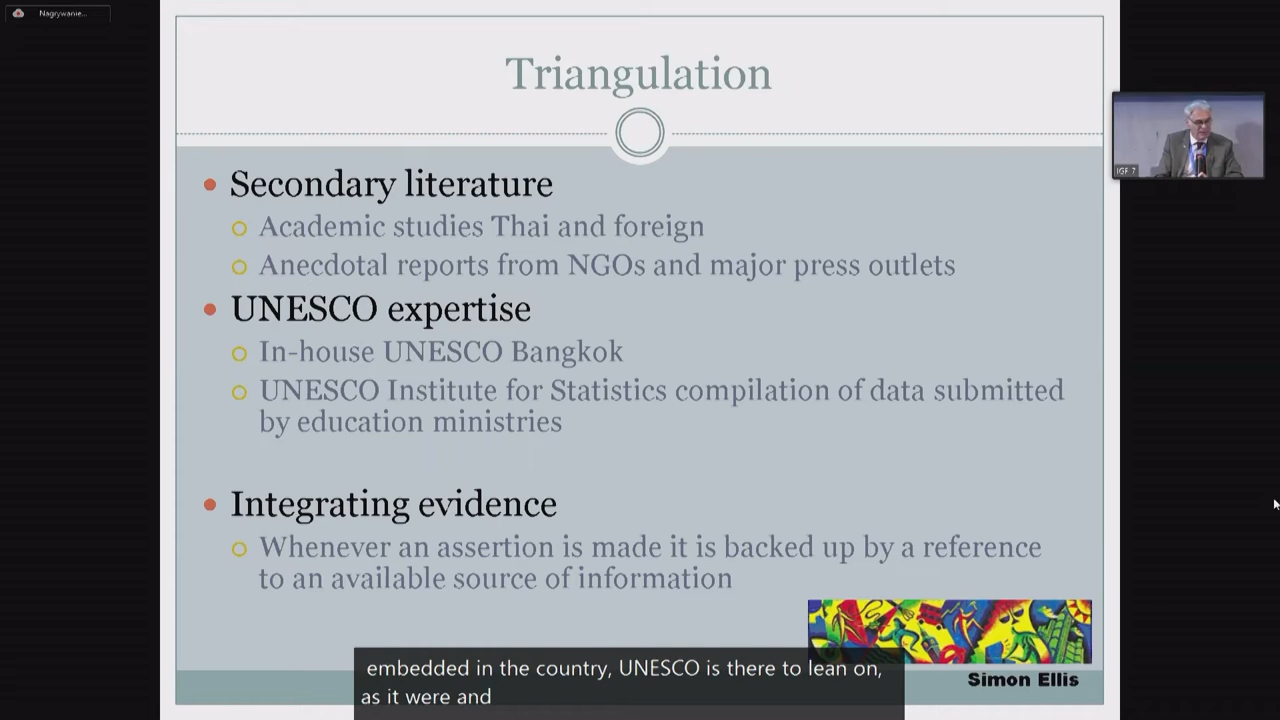 Nagrywanie...
Triangulation
IGF 7
Secondary literature
Academic studies Thai and foreign
Anecdotal reports from NGOs and major press outlets
UNESCO expertise
In-house UNESCO Bangkok
UNESCO Institute for Statistics compilation of data submitted
by education ministries
Integrating evidence
Whenever an assertion is made it is backed up by a reference
to an available source of information
embedded in the country, UNESCO is there to lean on,
as it were and
Simon Ellis